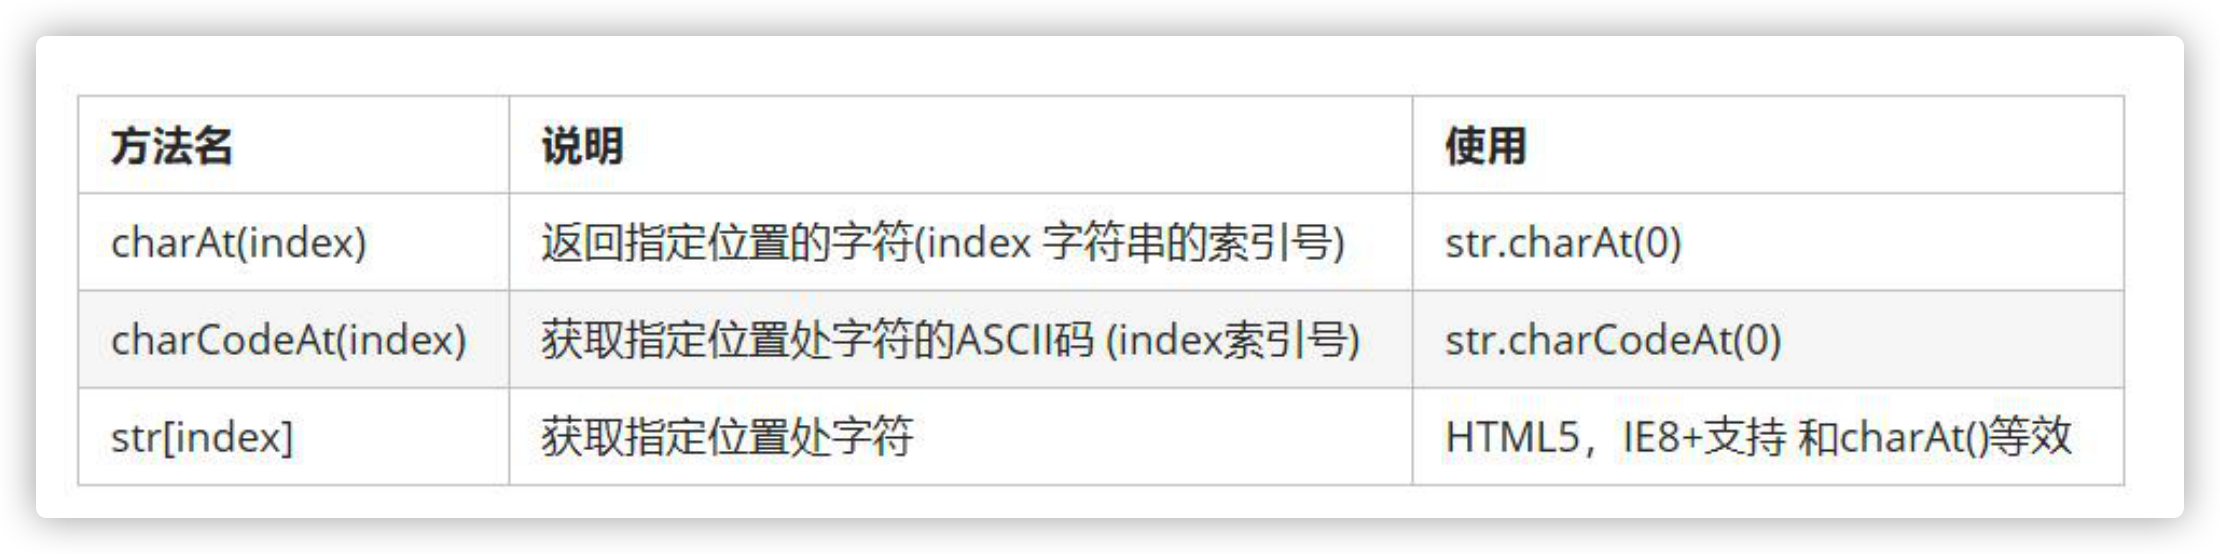 方法名 说明 使用
charAt(index) 返回指定位置的字符(index 字符串的索引号) str.charAt(0)
charCodeAt(index) 获取指定位置处字符的ASCII码 (index索引号) str.charCodeAt(0)
str[index] 获取指定位置处字符 HTML5，IE8+支持 和charAt()等效